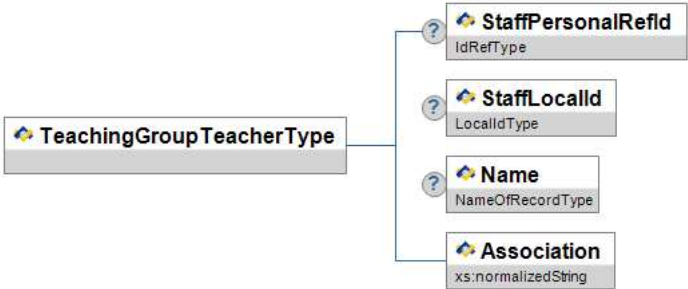 ?
StaffPersonalRefId
IdRefType
?
StaffLocalId
LocalIdType
TeachingGroupTeacherType
?
Name
NameOfRecordType
Association
xs:normalizedString